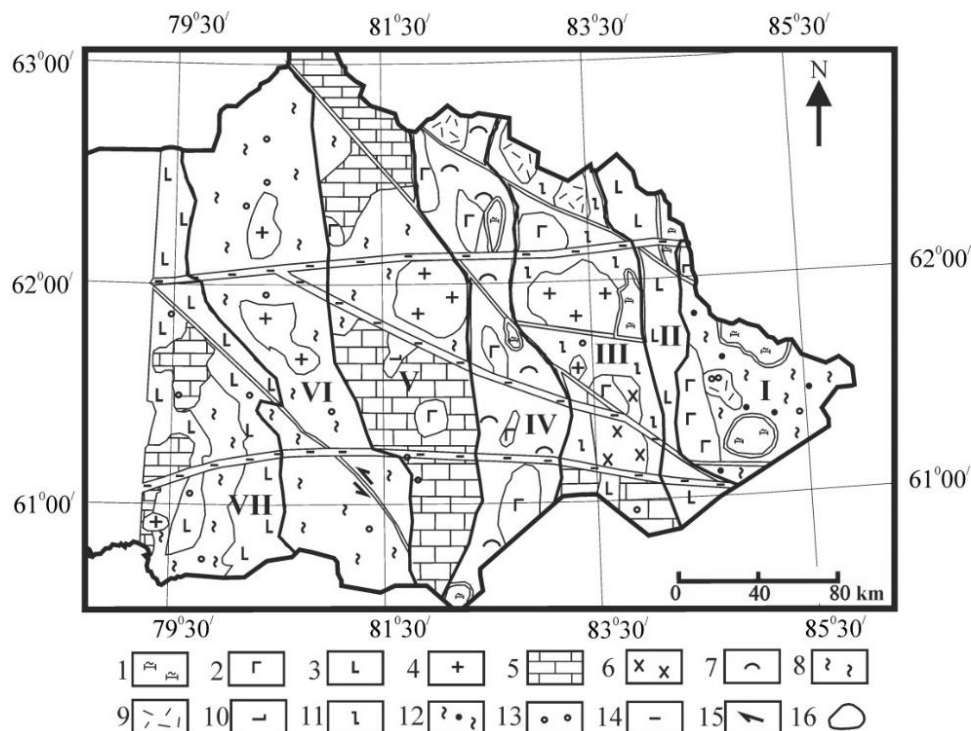 79°30′ 81°30′ 83°30′ 85°30′
63°00′
N
62°00′ 62°00′
II
III I
V
VI
IV
61°00′ 61°00′
VII
0 40 80 km
79°30′ 81°30′ 83°30′ 85°30′
1 2 3 4 5 6 7 8
9 10 11 12 13 14 15 16